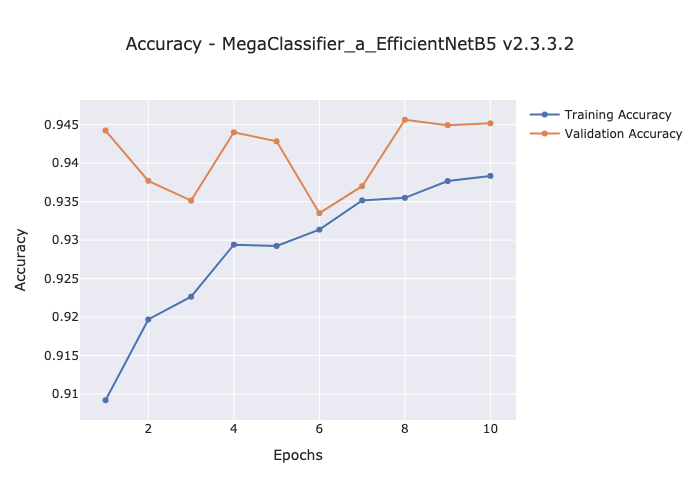 Accuracy - MegaClassifier_a_EfficientNetB5 v2.3.3.2
Training Accuracy
Validation Accuracy
Accuracy
0.945
0.94
0.935
0.93
0.925
0.92
0.915
0.91
2 4 6 8 10
Epochs